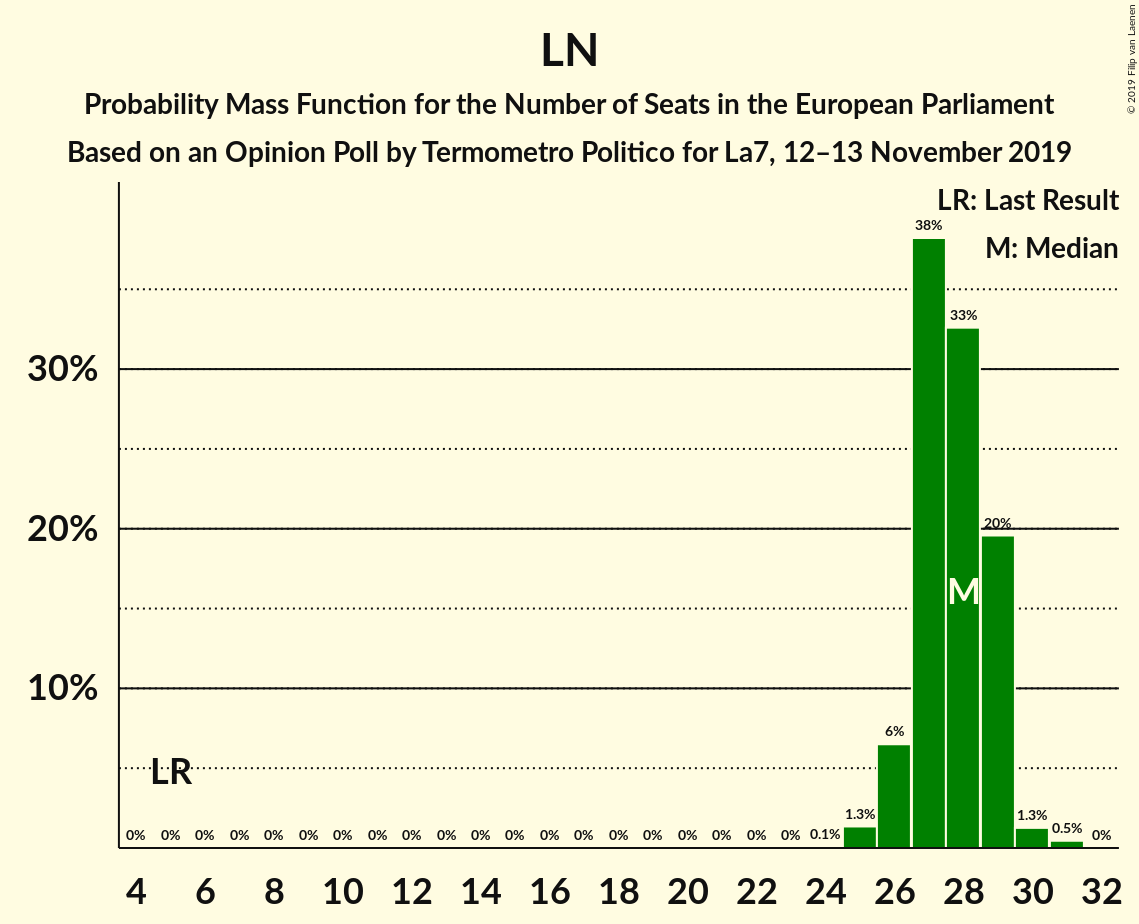 LN
Probability Mass Function for the Number of Seats in the European Parliament
Based on an Opinion Poll by Termometro Politico for La7, 12–13 November 2019
© 2019 Filip van Laenen
LR: Last Result
M: Median
38%
33%
30%
20%
20%
M
10%
6%
LR
0% 0% 0% 0% 0% 0% 0% 0% 0% 0% 0% 0% 0% 0% 0% 0% 0% 0% 0% 0% 0.1% 1.3% 1.3% 0.5% 0%
4 6 8 10 12 14 16 18 20 22 24 26 28 30 32